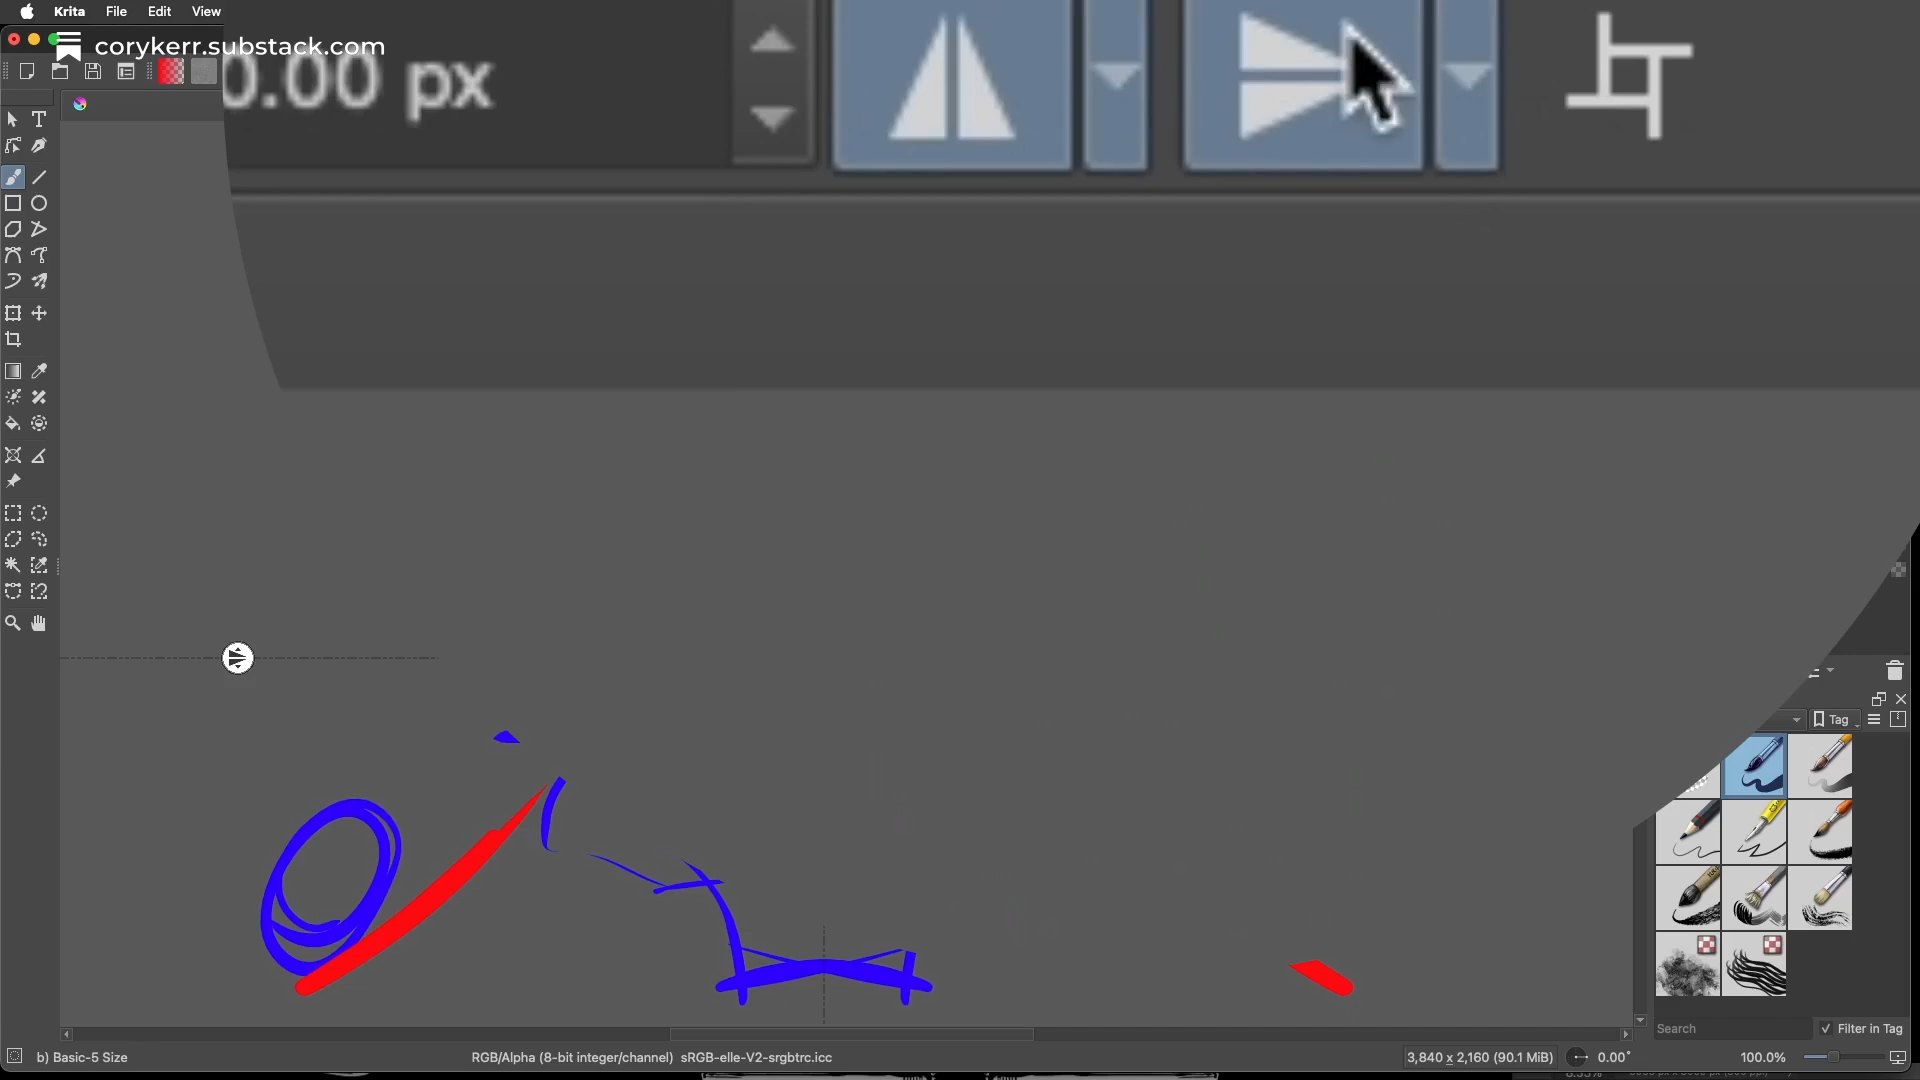 Krita File Edit View
corykerr.substack.com
0.00 px
Tag
Search
Filter in Tag
b) Basic-5 Size
RGB/Alpha (8-bit integer/channel) sRGB-elle-V2-srgbtrc.icc
3,840 x 2,160 (90.1 MiB)
0.00°
100.0%